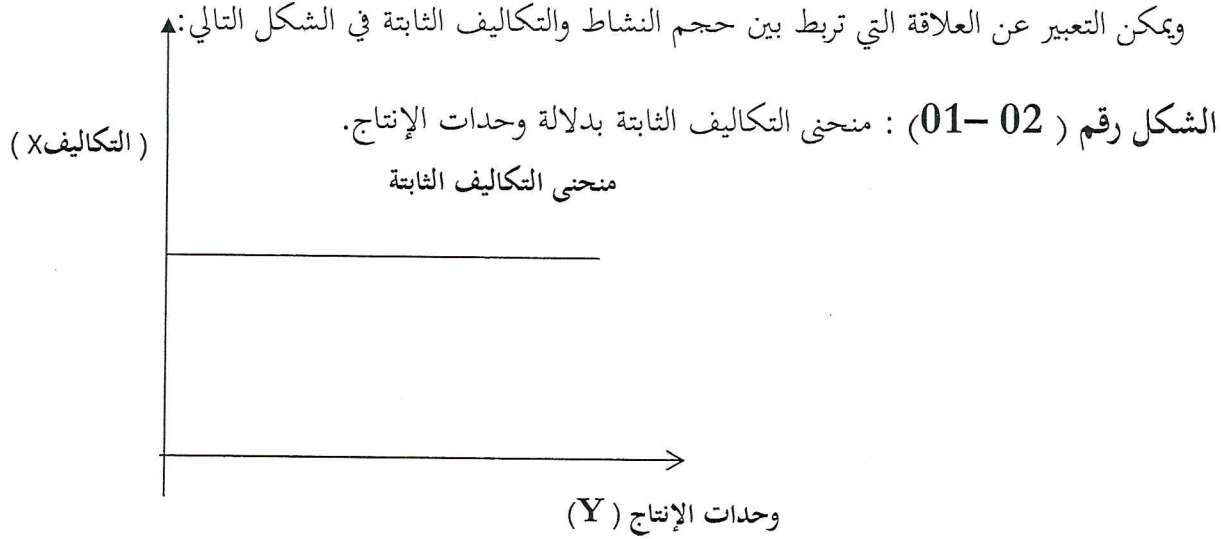 ويمكن التعبير عن العلاقة التي تربط بين حجم النشاط والتكاليف الثابتة في الشكل التالي:
الشكل رقم ( 02 –01) : منحنى التكاليف الثابتة بدلالة وحدات الإنتاج.
( التكاليفX )
منحنى التكاليف الثابتة
وحدات الإنتاج ( Y)